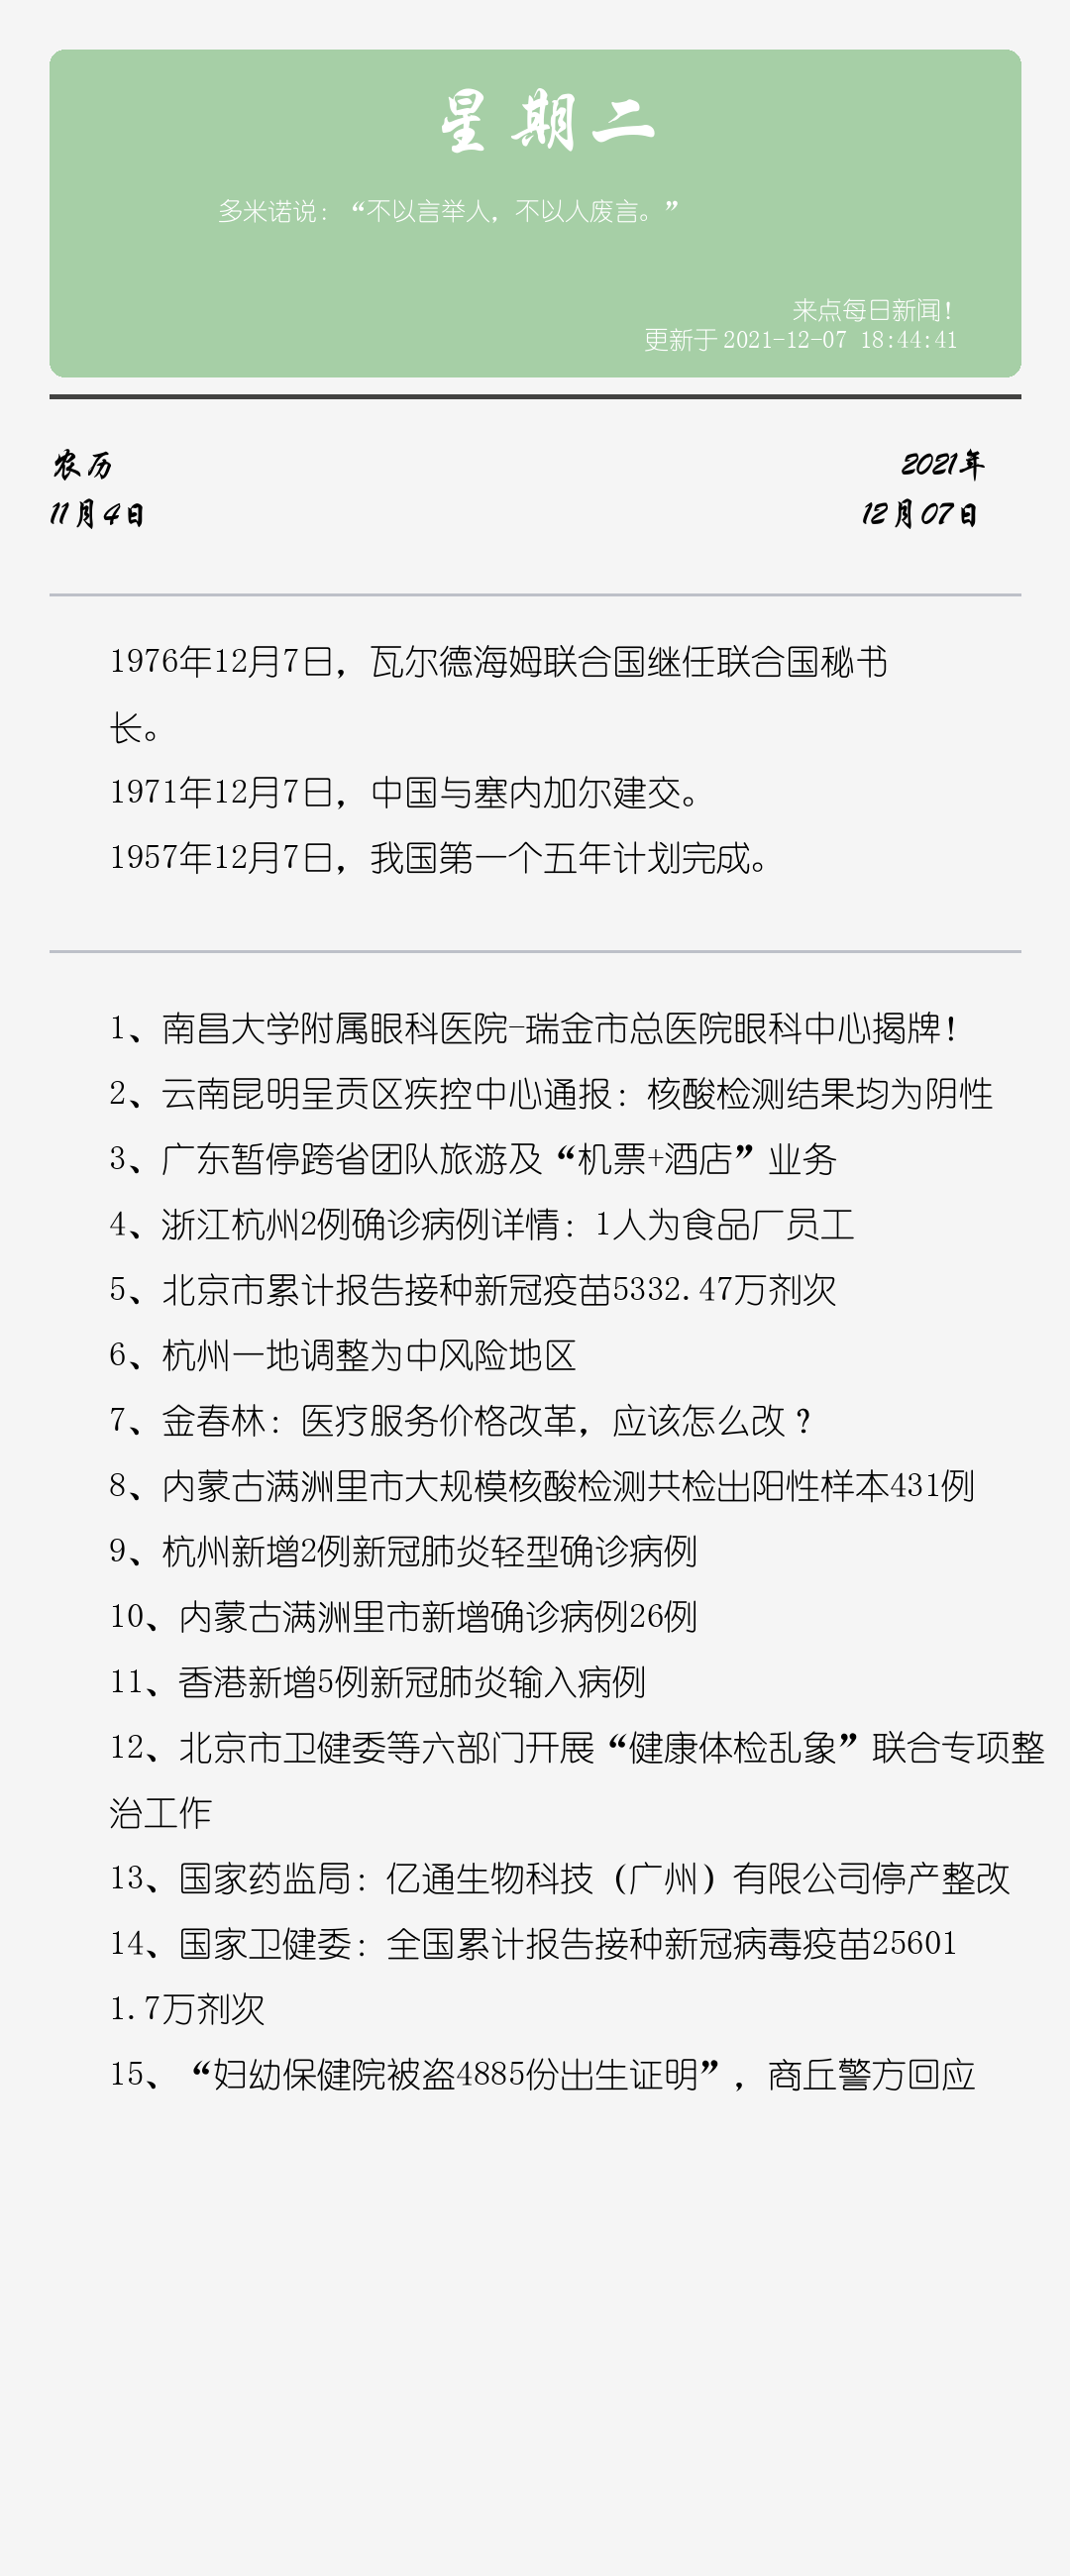 星期二
多米诺说：“不以言举人，不以人废言。”
来点每日新闻！
更新于 2021-12-07 18:44:41
农历
2021年
11月4日
12月07日
1976年12月7日，瓦尔德海姆联合国继任联合国秘书
长。
1971年12月7日，中国与塞内加尔建交。
1957年12月7日，我国第一个五年计划完成。
1、南昌大学附属眼科医院-瑞金市总医院眼科中心揭牌！
2、云南昆明呈贡区疾控中心通报：核酸检测结果均为阴性
3、广东暂停跨省团队旅游及“机票+酒店”业务
4、浙江杭州2例确诊病例详情：1人为食品厂员工
5、北京市累计报告接种新冠疫苗5332.47万剂次
6、杭州一地调整为中风险地区
7、金春林：医疗服务价格改革，应该怎么改？
8、内蒙古满洲里市大规模核酸检测共检出阳性样本431例
9、杭州新增2例新冠肺炎轻型确诊病例
10、内蒙古满洲里市新增确诊病例26例
11、香港新增5例新冠肺炎输入病例
12、北京市卫健委等六部门开展“健康体检乱象”联合专项整
治工作
13、国家药监局：亿通生物科技（广州）有限公司停产整改
14、国家卫健委：全国累计报告接种新冠病毒疫苗25601
1.7万剂次
15、“妇幼保健院被盗4885份出生证明”，商丘警方回应